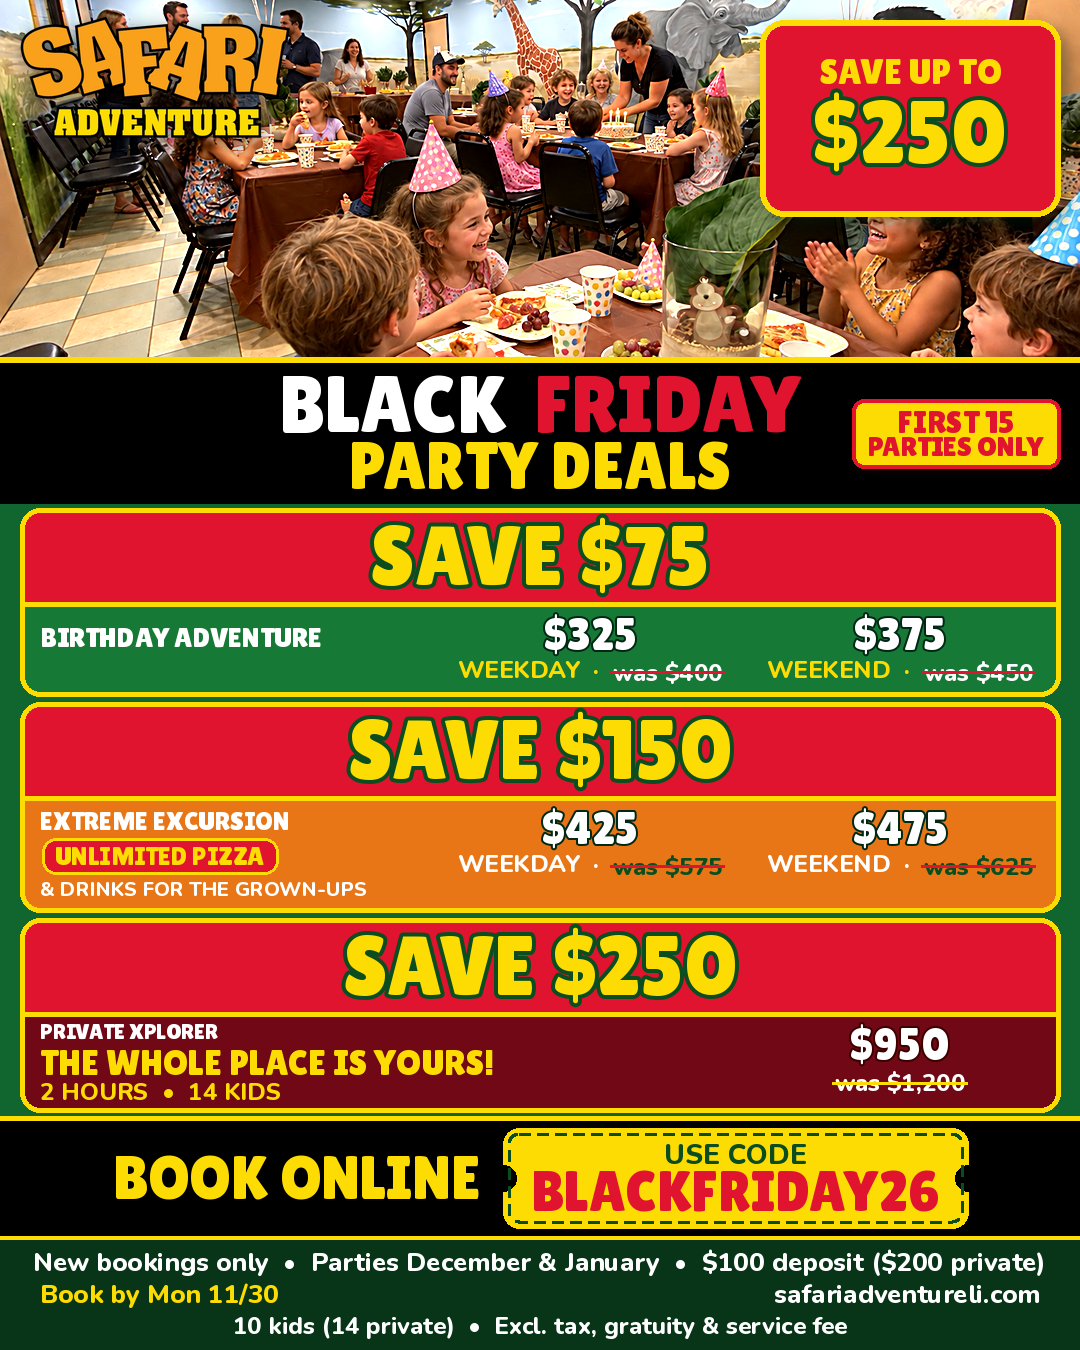 SAFARI
ADVENTURE
SAVE UP TO
$250
BLACK FRIDAY
PARTY DEALS
FIRST 15
PARTIES ONLY
SAVE $75
BIRTHDAY ADVENTURE
$325
WEEKDAY · was $400
$375
WEEKEND · was $450
SAVE $150
EXTREME EXCURSION
UNLIMITED PIZZA
& DRINKS FOR THE GROWN-UPS
$425
WEEKDAY · was $575
$475
WEEKEND · was $625
SAVE $250
PRIVATE XPLORER
THE WHOLE PLACE IS YOURS!
2 HOURS • 14 KIDS
$950
was $1,200
BOOK ONLINE
USE CODE
BLACKFRIDAY26
New bookings only • Parties December & January • $100 deposit ($200 private)
Book by Mon 11/30
safariadventureli.com
10 kids (14 private) • Excl. tax, gratuity & service fee